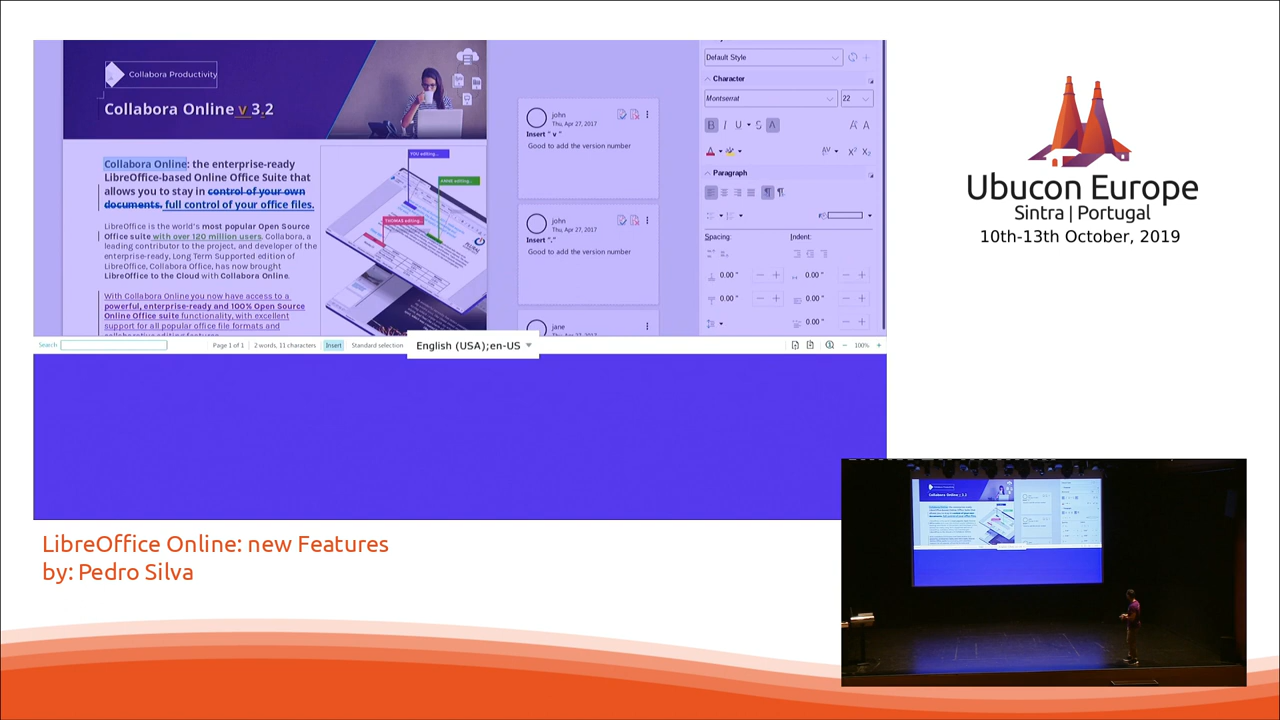 Collabora Productivity
Collabora Online v 3.2
Collabora Online: the enterprise-ready
LibreOffice-based Online Office Suite that
allows you to stay in control of your own
documents. full control of your office files.
LibreOffice is the world's most popular Open Source
Office suite with over 120 million users. Collabora, a
leading contributor to the project, and developer of the
enterprise-ready, Long Term Supported edition of
LibreOffice, Collabora Office, has now brought
LibreOffice to the Cloud with Collabora Online.
With Collabora Online you now have access to a
powerful, enterprise-ready and 100% Open Source
Online Office suite functionality, with excellent
support for all popular office file formats and
YOU editing...
ANNE editing...
THOMAS editing...
john
Thu, Apr 27, 2017
Insert " v "
Good to add the version number
john
Thu, Apr 27, 2017
Insert "."
Good to add the version number
jane
Default Style
Character
Montserrat
22
Paragraph
Spacing:
Indent:
0.00 "
0.00 "
0.00 "
0.00 "
0.00 "
Search
Page 1 of 1
2 words, 11 characters
Insert
Standard selection
English (USA);en-US
100%
Ubucon Europe
Sintra | Portugal
10th-13th October, 2019
LibreOffice Online: new Features
by: Pedro Silva